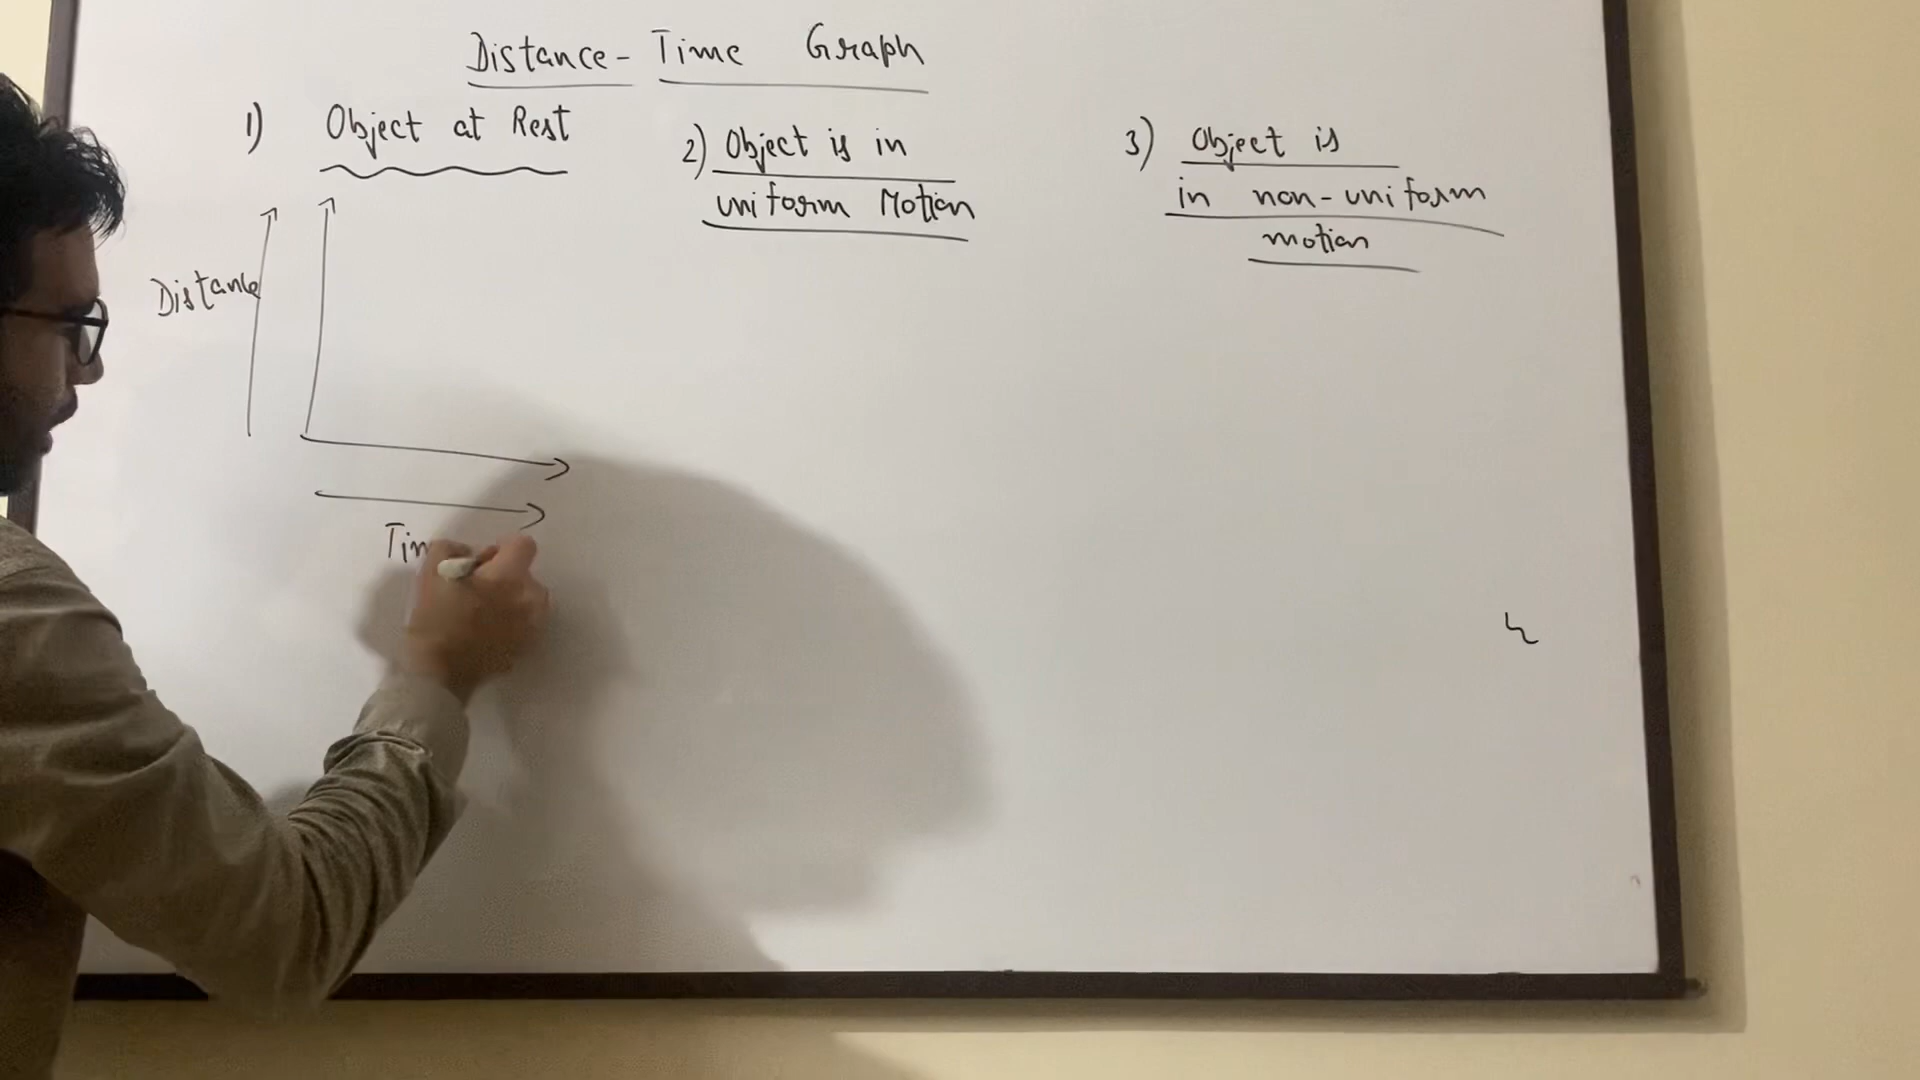 Distance - Time Graph
1) Object at Rest
2) Object is in
uniform Motion
3) Object is
in non-uniform
motion
Distance